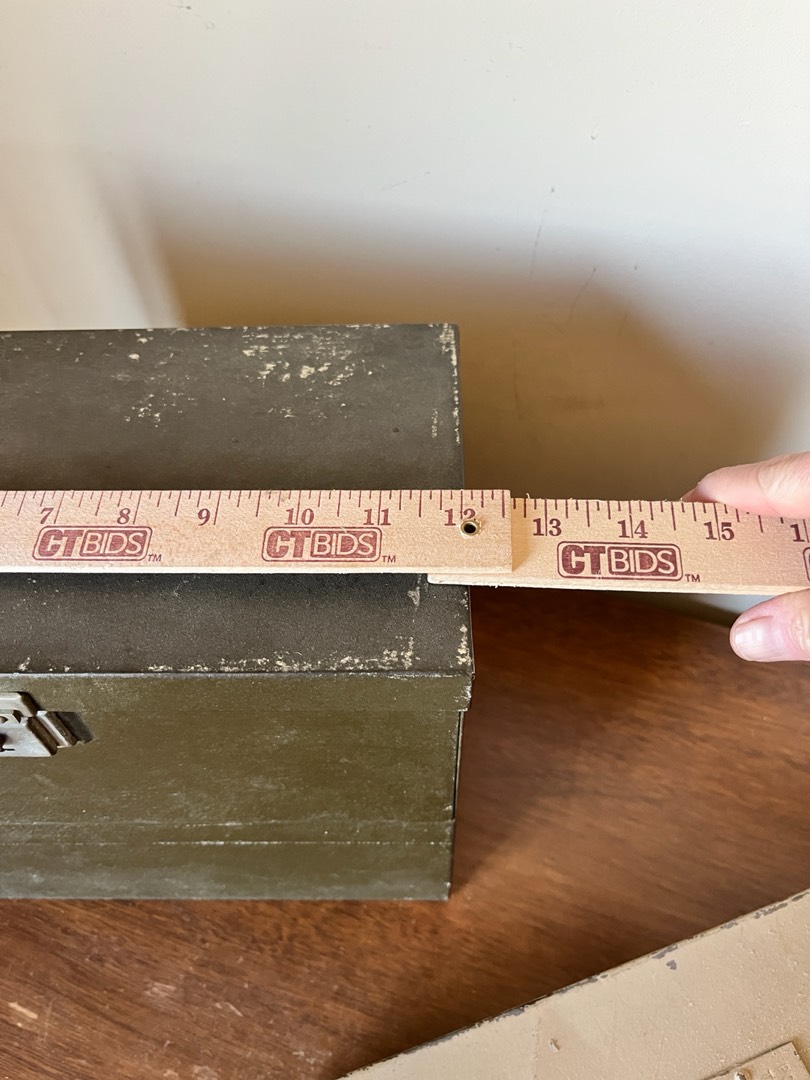 7 8 9 10 11 12 13 14 15
CTBIDS™ CTBIDS™ CTBIDS™